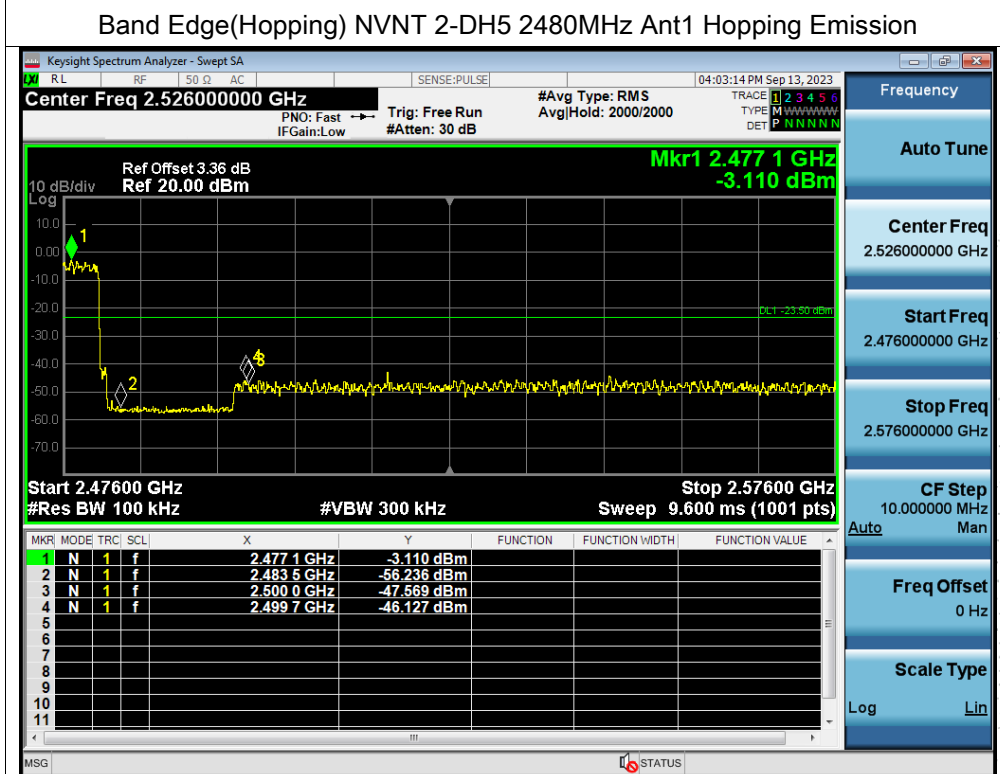 Band Edge(Hopping) NVNT 2-DH5 2480MHz Ant1 Hopping Emission
Keysight Spectrum Analyzer - Swept SA
LXI RL RF 50 Ω AC SENSE:PULSE 04:03:14 PM Sep 13, 2023
Center Freq 2.526000000 GHz #Avg Type: RMS TRACE 1 2 3 4 5 6
PNO: Fast Trig: Free Run Avg|Hold: 2000/2000 TYPE M WWWWW
IFGain:Low #Atten: 30 dB DET P N N N N N
Ref Offset 3.36 dB Mkr1 2.477 1 GHz
10 dB/div Ref 20.00 dBm -3.110 dBm
Log
10.0
1
0.00
-10.0
-20.0
DL1 -23.50 dBm
-30.0
-40.0
4 3
-50.0
2
-60.0
-70.0
Start 2.47600 GHz Stop 2.57600 GHz
#Res BW 100 kHz #VBW 300 kHz Sweep 9.600 ms (1001 pts)
MKR MODE TRC SCL X Y FUNCTION FUNCTION WIDTH FUNCTION VALUE
1 N 1 f 2.477 1 GHz -3.110 dBm
2 N 1 f 2.483 5 GHz -56.236 dBm
3 N 1 f 2.500 0 GHz -47.569 dBm
4 N 1 f 2.499 7 GHz -46.127 dBm
5
6
7
8
9
10
11
MSG STATUS
Frequency
Auto Tune
Center Freq
2.526000000 GHz
Start Freq
2.476000000 GHz
Stop Freq
2.576000000 GHz
CF Step
10.000000 MHz
Auto Man
Freq Offset
0 Hz
Scale Type
Log Lin